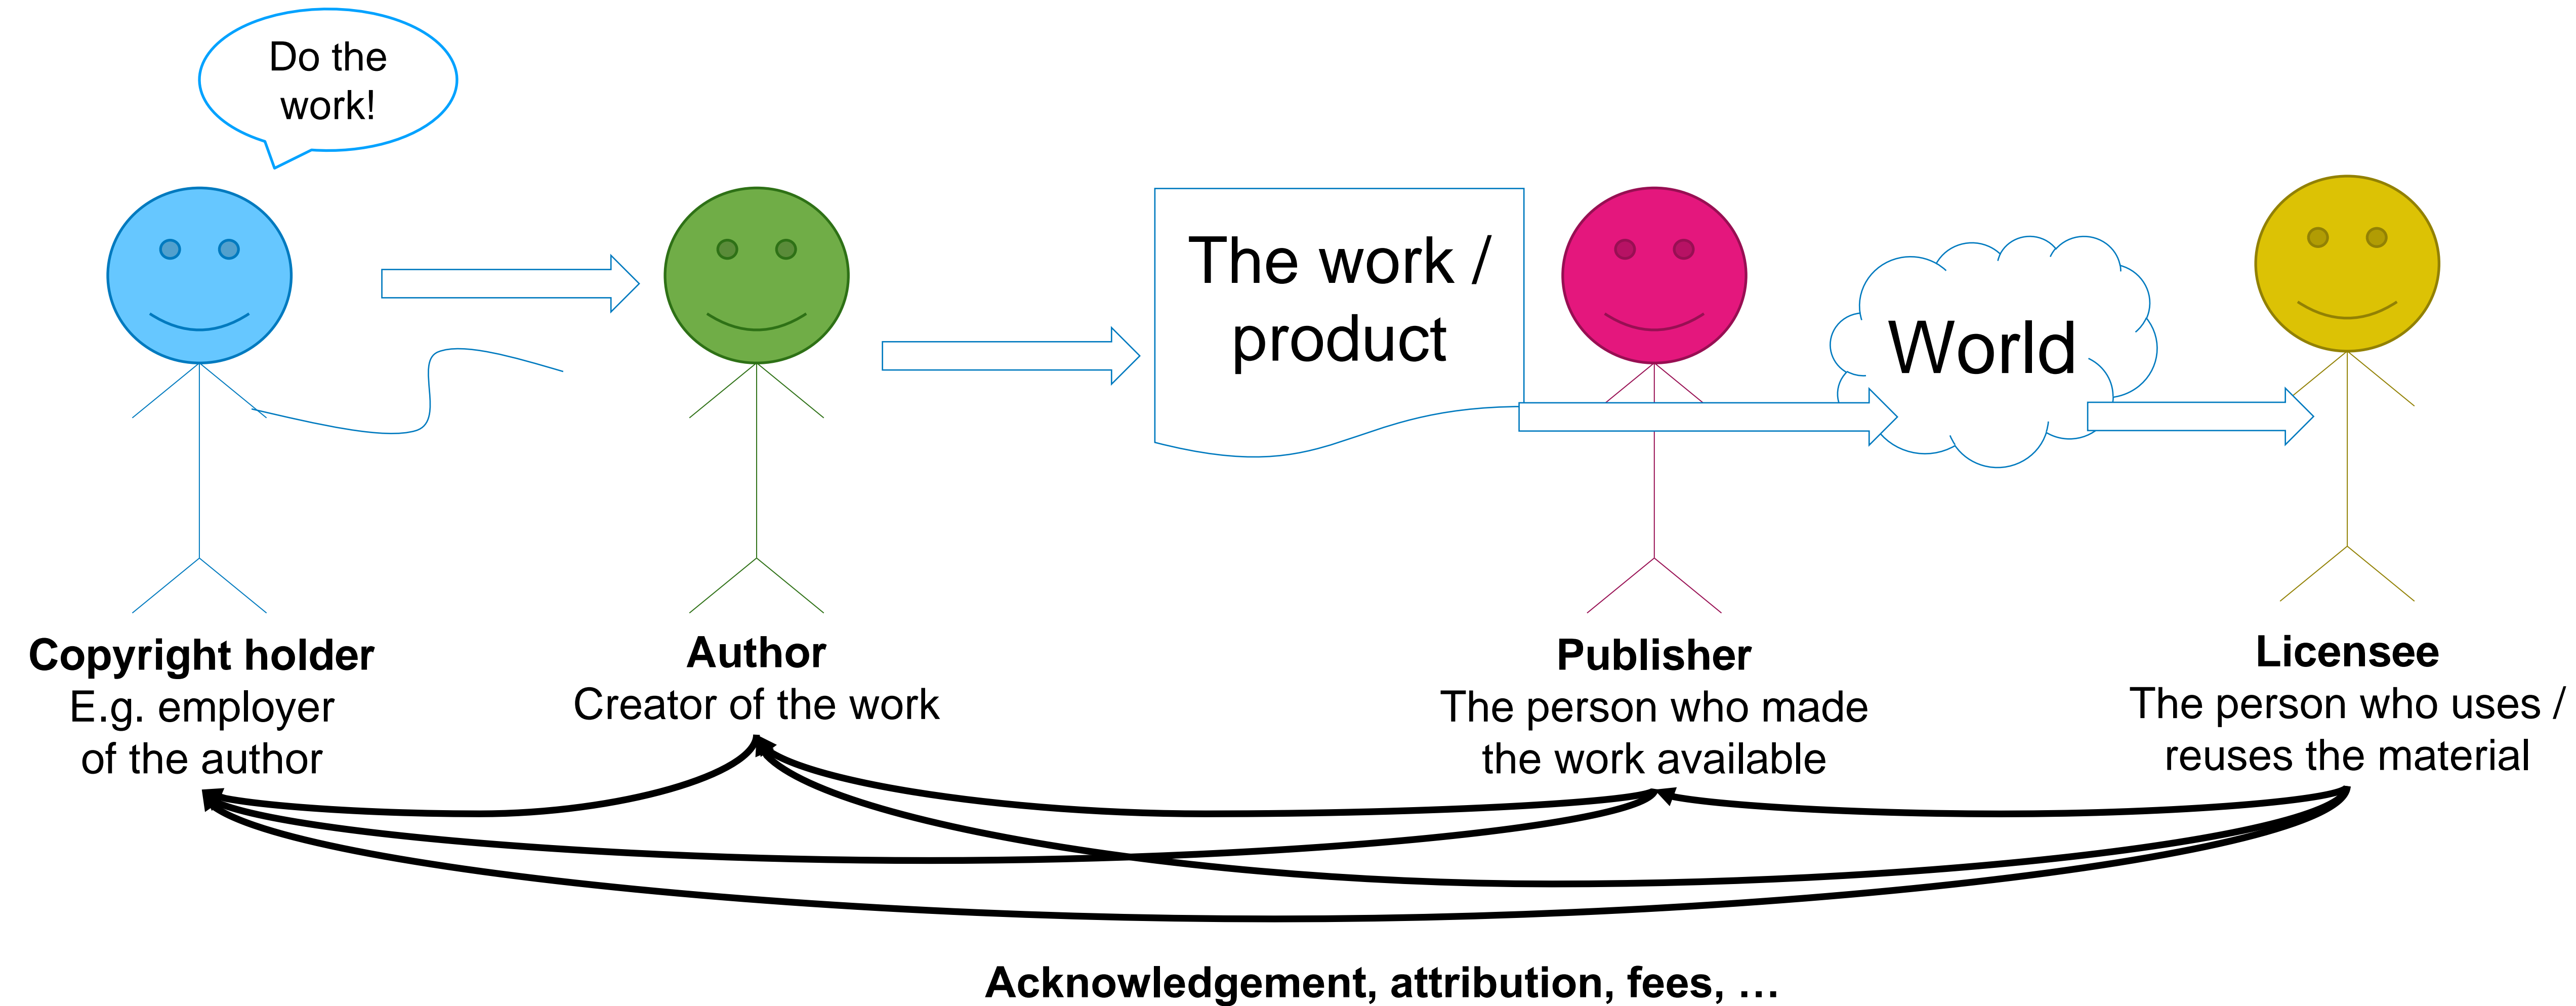 Do the
work!
The work /
product
World
Copyright holder
E.g. employer
of the author
Author
Creator of the work
Publisher
The person who made
the work available
Licensee
The person who uses /
reuses the material
Acknowledgement, attribution, fees, …